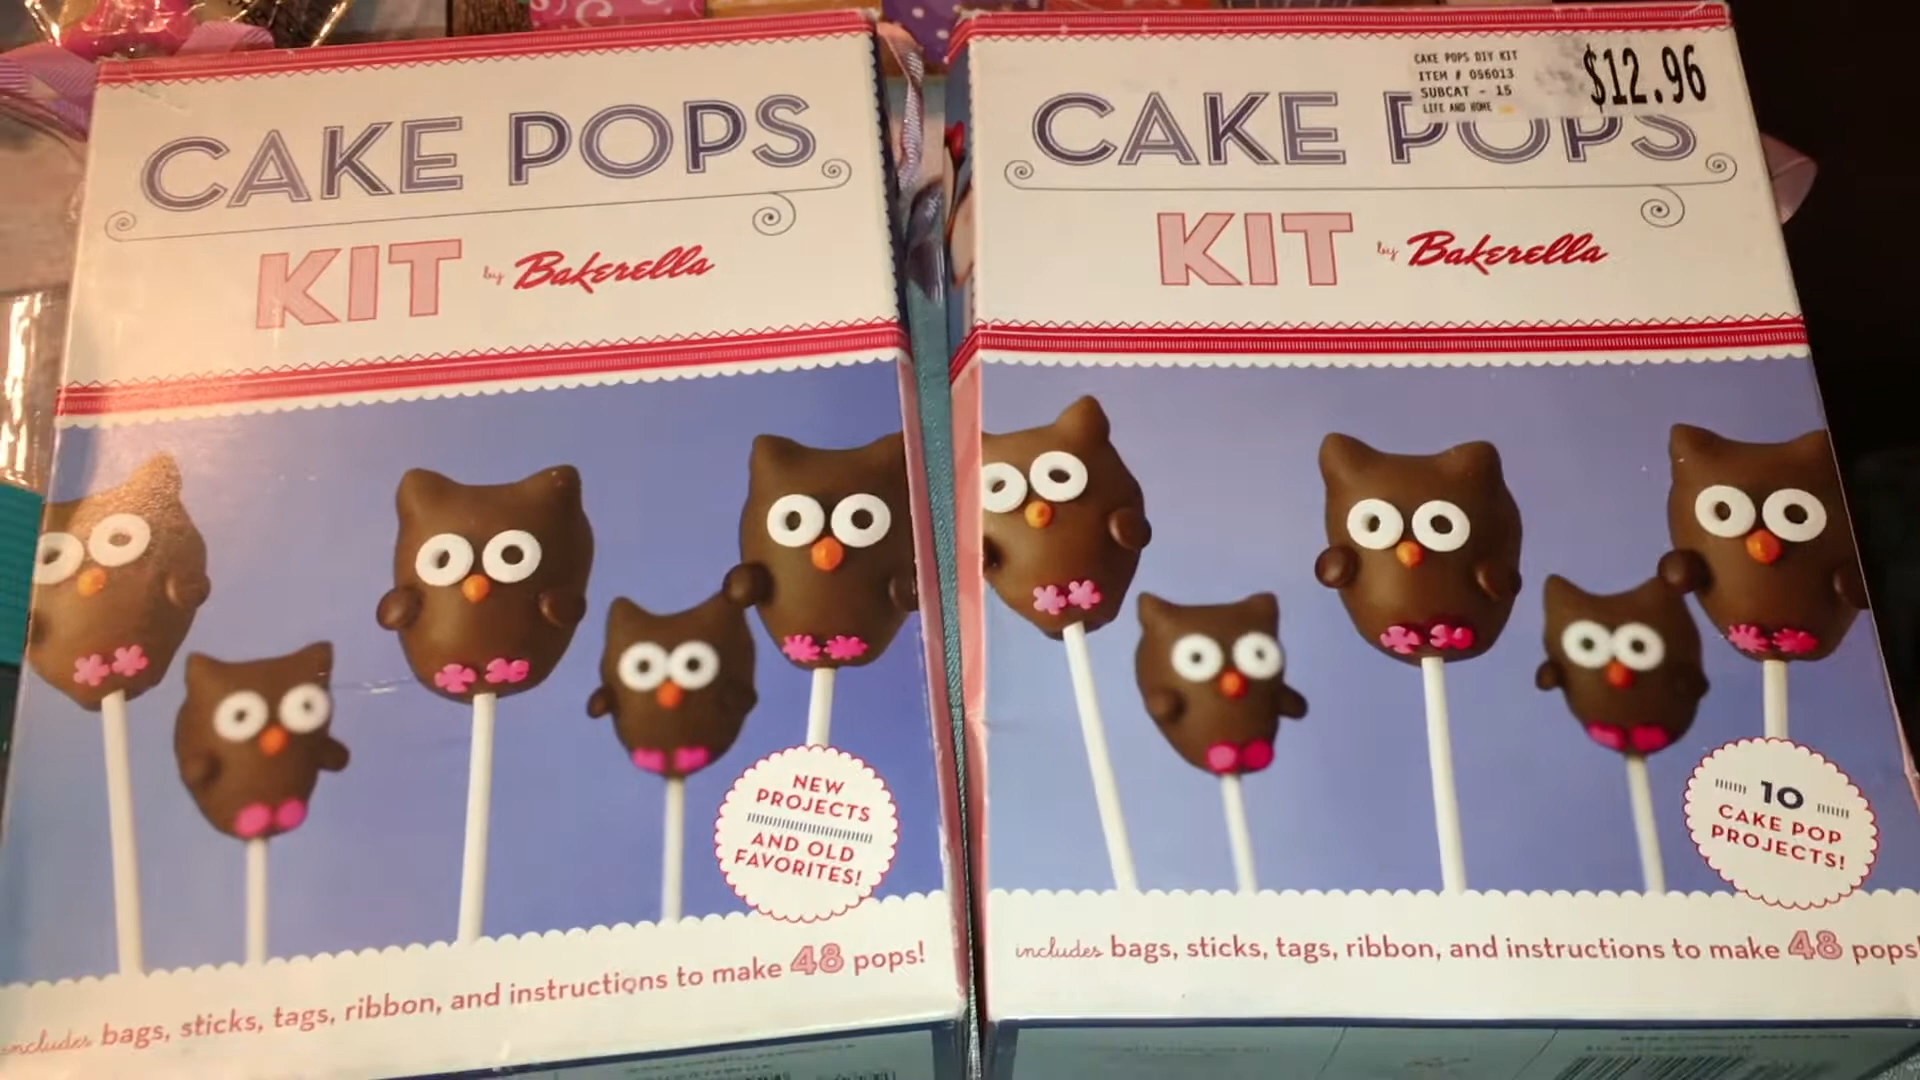 CAKE POPS
KIT by Bakerella
NEW
PROJECTS
AND OLD
FAVORITES!
includes bags, sticks, tags, ribbon, and instructions to make 48 pops!
CAKE POPS DIY KIT
ITEM # 056013
SUBCAT - 15
LIFE AND HOME
$12.96
CAKE POPS
KIT by Bakerella
10
CAKE POP
PROJECTS!
includes bags, sticks, tags, ribbon, and instructions to make 48 pops!